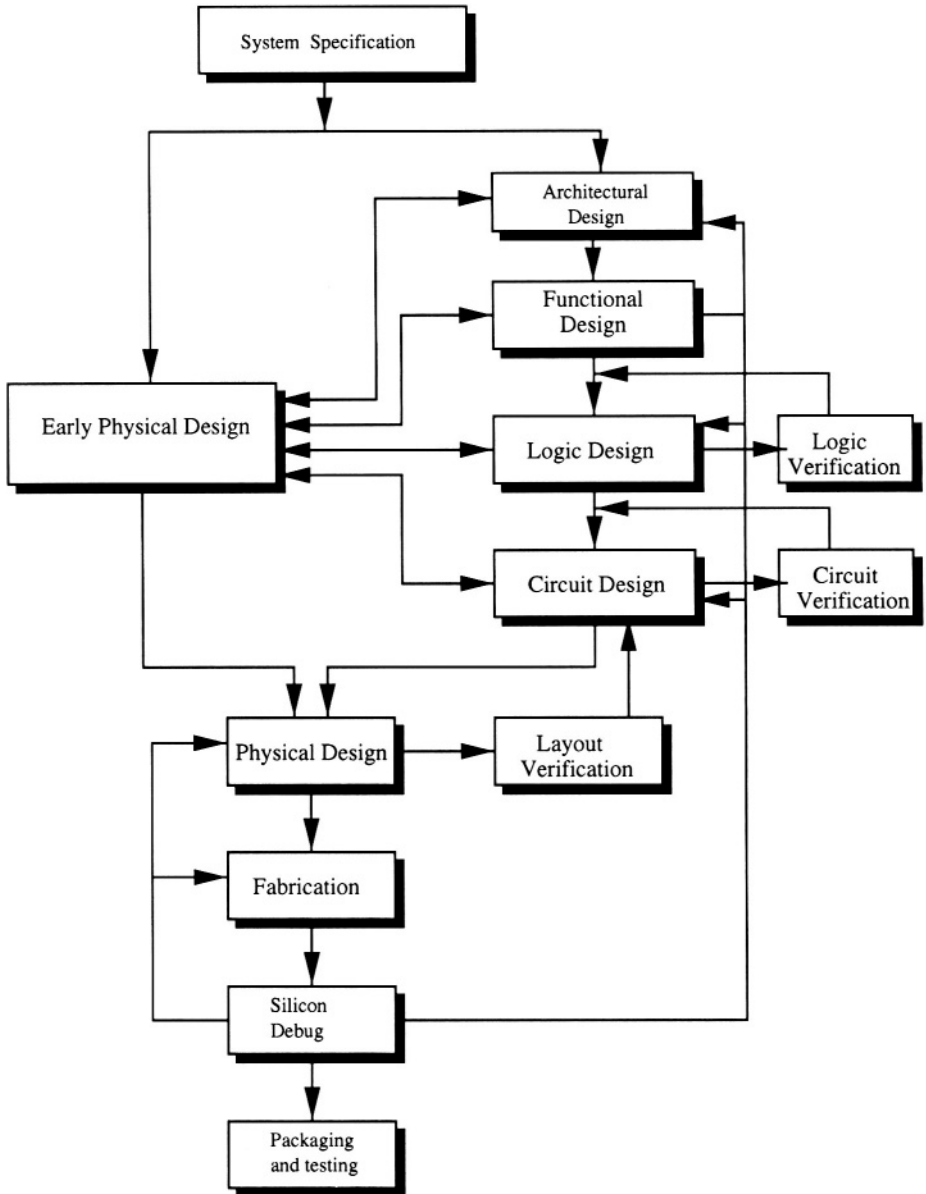 System Specification
Architectural
Design
Functional
Design
Early Physical Design
Logic Design
Logic
Verification
Circuit Design
Circuit
Verification
Physical Design
Layout
Verification
Fabrication
Silicon
Debug
Packaging
and testing